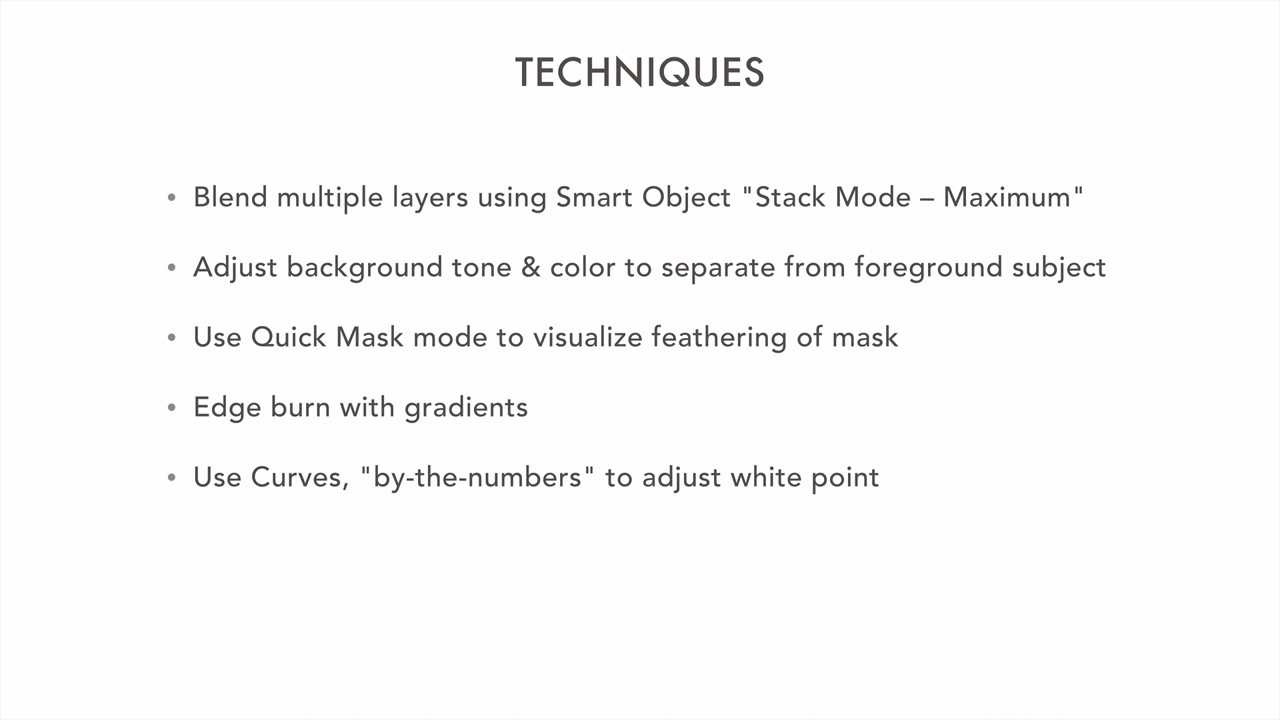 TECHNIQUES
• Blend multiple layers using Smart Object "Stack Mode – Maximum"
• Adjust background tone & color to separate from foreground subject
• Use Quick Mask mode to visualize feathering of mask
• Edge burn with gradients
• Use Curves, "by-the-numbers" to adjust white point